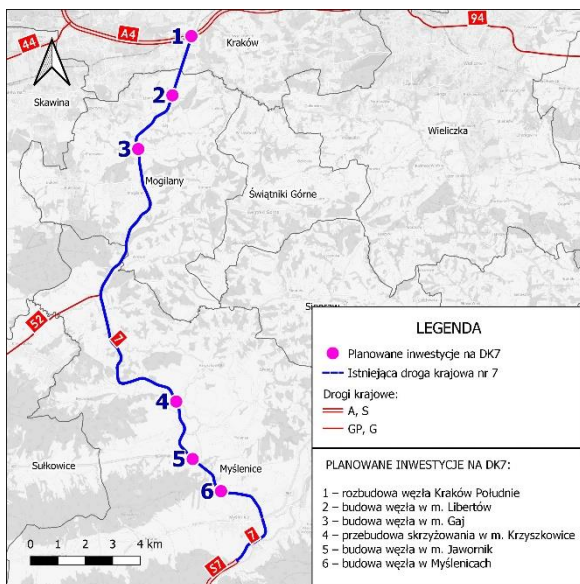 A4
94
44
1
Kraków
2
Skawina
Wieliczka
3
Mogilany
Świątniki Górne
52
7
4
Sułkowice
5
Myślenice
6
7
S7
0 1 2 3 4 km
LEGENDA
Planowane inwestycje na DK7
Istniejąca droga krajowa nr 7
Drogi krajowe:
A, S
GP, G
PLANOWANE INWESTYCJE NA DK7:
1 – rozbudowa węzła Kraków Południe
2 – budowa węzła w m. Libertów
3 – budowa węzła w m. Gaj
4 – przebudowa skrzyżowania w m. Krzyszkowice
5 – budowa węzła w m. Jawornik
6 – budowa węzła w Myślenicach